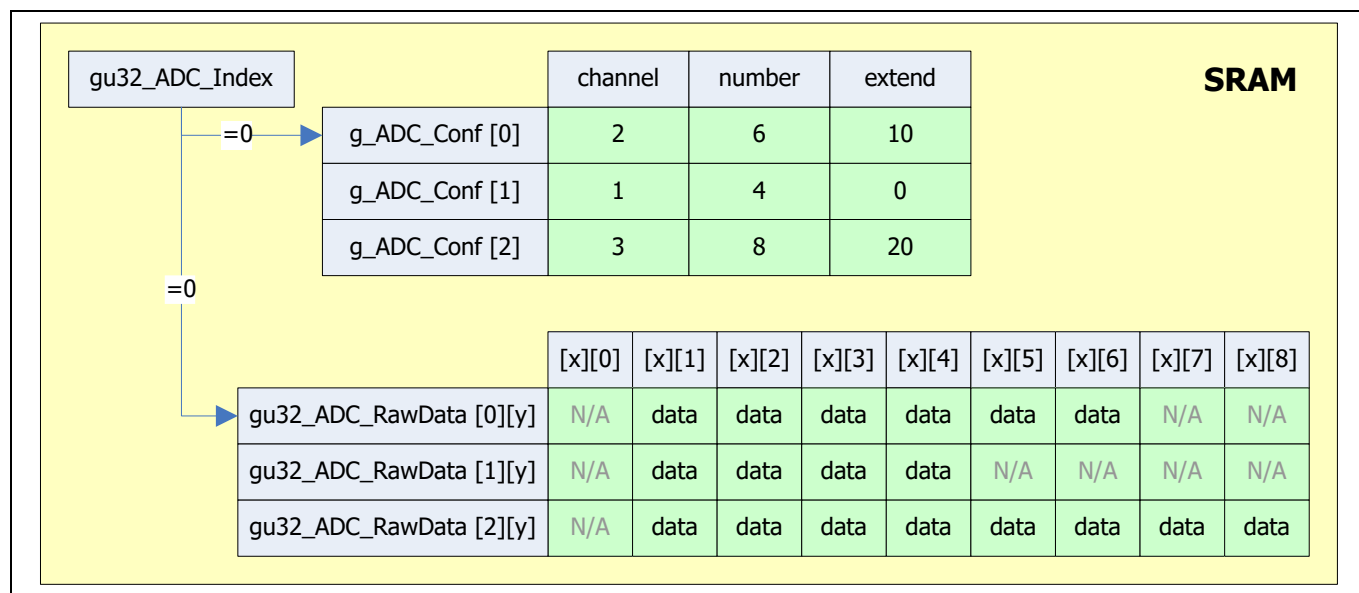 gu32_ADC_Index channel number extend SRAM
=0 g_ADC_Conf [0] 2 6 10
g_ADC_Conf [1] 1 4 0
g_ADC_Conf [2] 3 8 20
=0
[x][0] [x][1] [x][2] [x][3] [x][4] [x][5] [x][6] [x][7] [x][8]
gu32_ADC_RawData [0][y] N/A data data data data data data N/A N/A
gu32_ADC_RawData [1][y] N/A data data data data N/A N/A N/A N/A
gu32_ADC_RawData [2][y] N/A data data data data data data data data